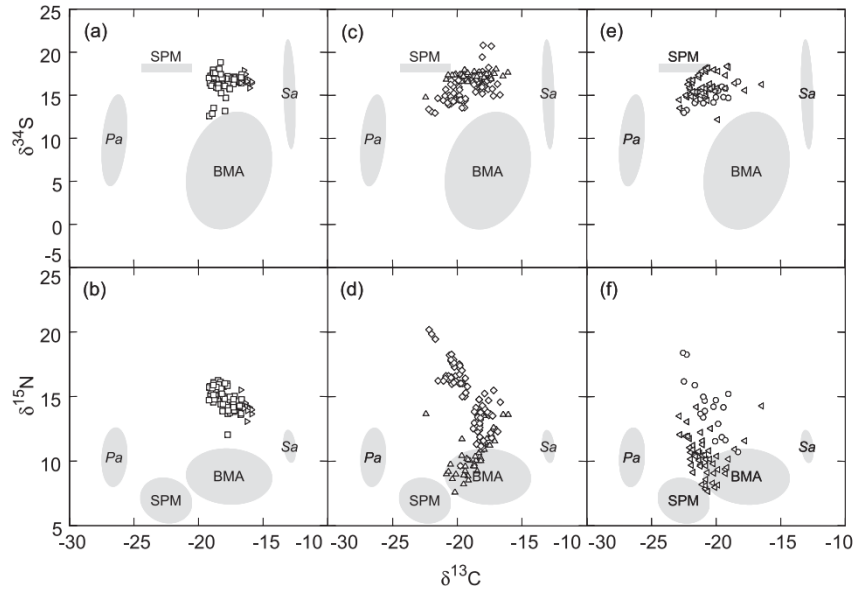 25
20
15
10
5
0
-5
δ³⁴S
(a)
SPM
Pa
BMA
Sa
(c)
SPM
Pa
BMA
Sa
(e)
SPM
Pa
BMA
Sa
25
20
15
10
5
δ¹⁵N
(b)
Pa
SPM
BMA
Sa
(d)
Pa
SPM
BMA
Sa
(f)
Pa
SPM
BMA
Sa
-30 -25 -20 -15 -30 -25 -20 -15 -30 -25 -20 -15 -10
δ¹³C